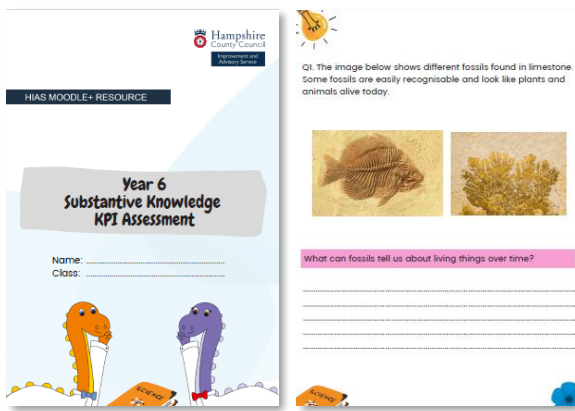 Hampshire
County Council
Improvement and
Advisory Service
HIAS MOODLE+ RESOURCE
Year 6
Substantive Knowledge
KPI Assessment
Name:
Class:
SCIENCE
Q1. The image below shows different fossils found in limestone.
Some fossils are easily recognisable and look like plants and
animals alive today.
What can fossils tell us about living things over time?
SCIENCE